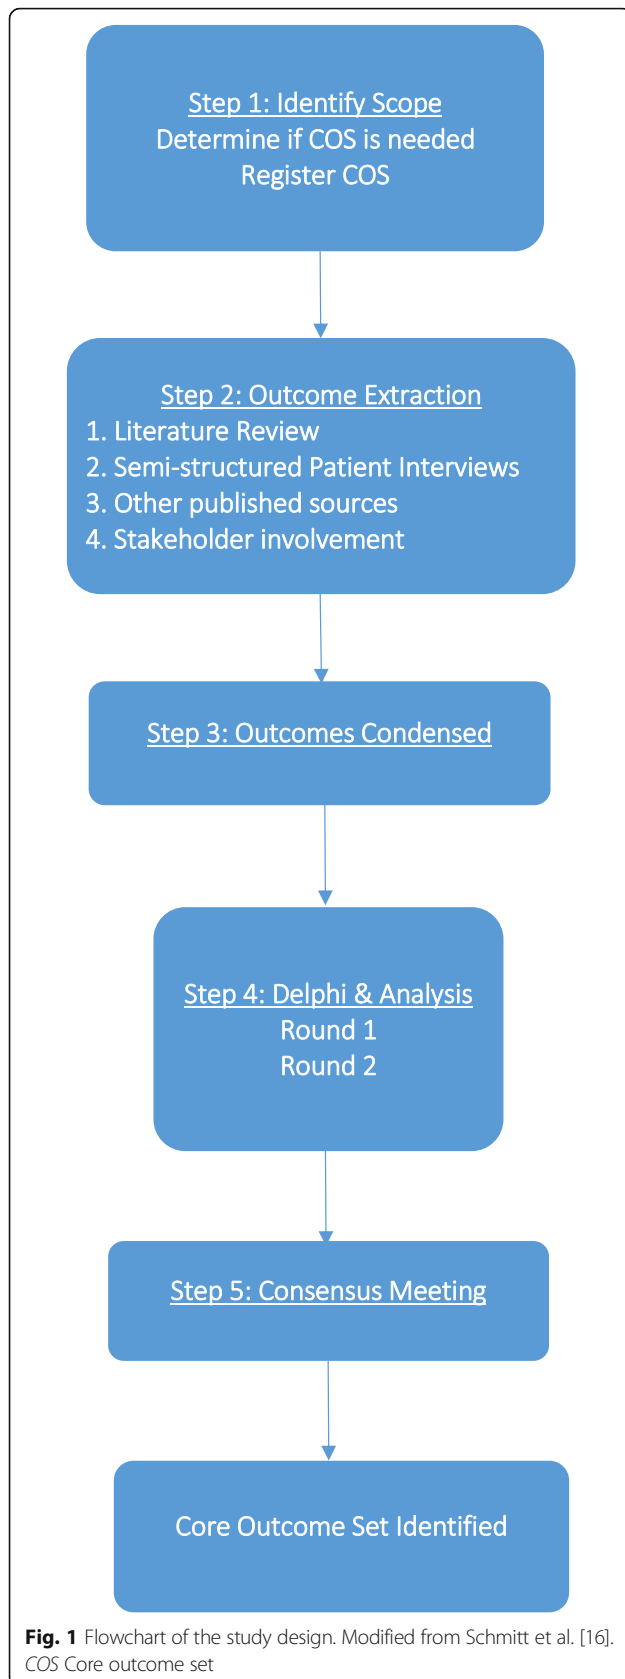 Step 1: Identify Scope
Determine if COS is needed
Register COS
Step 2: Outcome Extraction
1. Literature Review
2. Semi-structured Patient Interviews
3. Other published sources
4. Stakeholder involvement
Step 3: Outcomes Condensed
Step 4: Delphi & Analysis
Round 1
Round 2
Step 5: Consensus Meeting
Core Outcome Set Identified
Fig. 1 Flowchart of the study design. Modified from Schmitt et al. [16].
COS Core outcome set